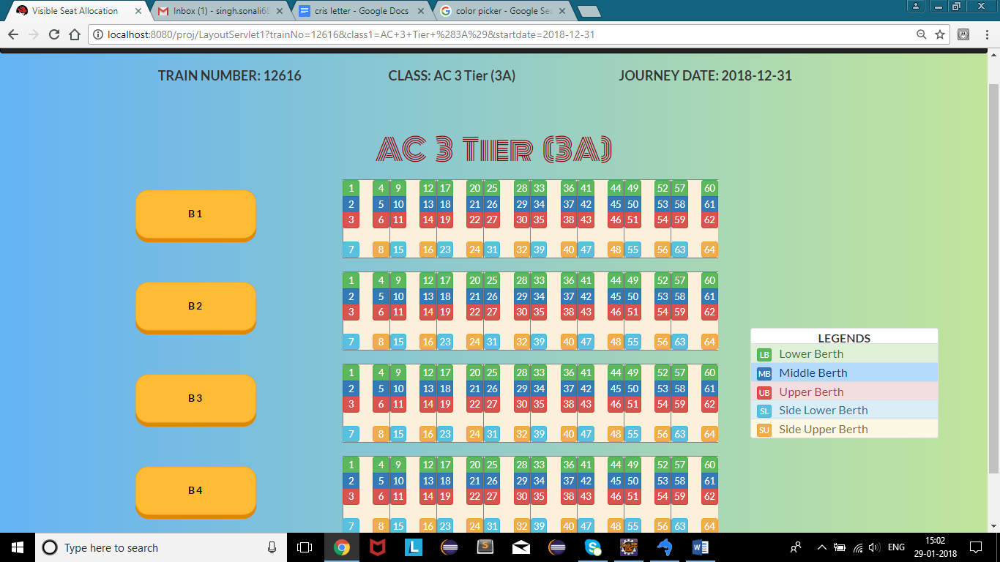 Visible Seat Allocation
Inbox (1) - singh.sonali68
cris letter - Google Docs
color picker - Google Sea
localhost:8080/proj/LayoutServlet1?trainNo=12616&class1=AC+3+Tier+%283A%29&startdate=2018-12-31
TRAIN NUMBER: 12616 CLASS: AC 3 Tier (3A) JOURNEY DATE: 2018-12-31
AC 3 Tier (3A)
B1
1 4 9 12 17 20 25 28 33 36 41 44 49 52 57 60
2 5 10 13 18 21 26 29 34 37 42 45 50 53 58 61
3 6 11 14 19 22 27 30 35 38 43 46 51 54 59 62
7 8 15 16 23 24 31 32 39 40 47 48 55 56 63 64
B2
1 4 9 12 17 20 25 28 33 36 41 44 49 52 57 60
2 5 10 13 18 21 26 29 34 37 42 45 50 53 58 61
3 6 11 14 19 22 27 30 35 38 43 46 51 54 59 62
7 8 15 16 23 24 31 32 39 40 47 48 55 56 63 64
B3
1 4 9 12 17 20 25 28 33 36 41 44 49 52 57 60
2 5 10 13 18 21 26 29 34 37 42 45 50 53 58 61
3 6 11 14 19 22 27 30 35 38 43 46 51 54 59 62
7 8 15 16 23 24 31 32 39 40 47 48 55 56 63 64
B4
1 4 9 12 17 20 25 28 33 36 41 44 49 52 57 60
2 5 10 13 18 21 26 29 34 37 42 45 50 53 58 61
3 6 11 14 19 22 27 30 35 38 43 46 51 54 59 62
7 8 15 16 23 24 31 32 39 40 47 48 55 56 63 64
LEGENDS
LB Lower Berth
MB Middle Berth
UB Upper Berth
SL Side Lower Berth
SU Side Upper Berth
Type here to search
ENG
15:02
29-01-2018